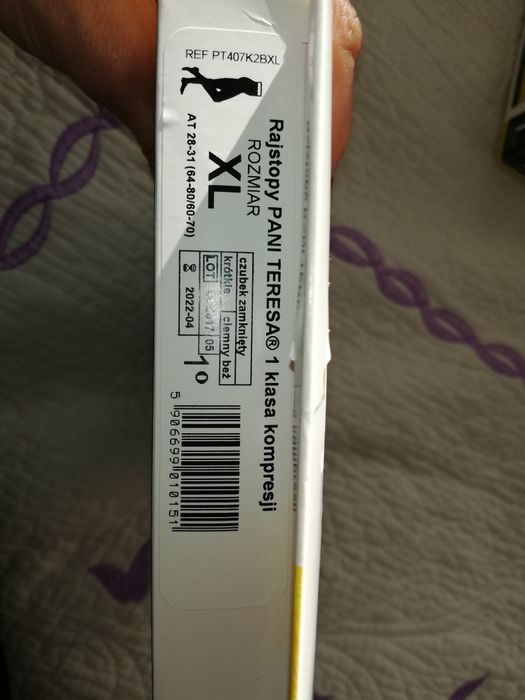 REF PT407K2BXL
Rajstopy PANI TERESA® 1 klasa kompresji
ROZMIAR
XL
AT 28-31 (64-80/60-70)
czubek zamknięty
krótkie ciemny beż
LOT 05
2022-04
5 906699 010151